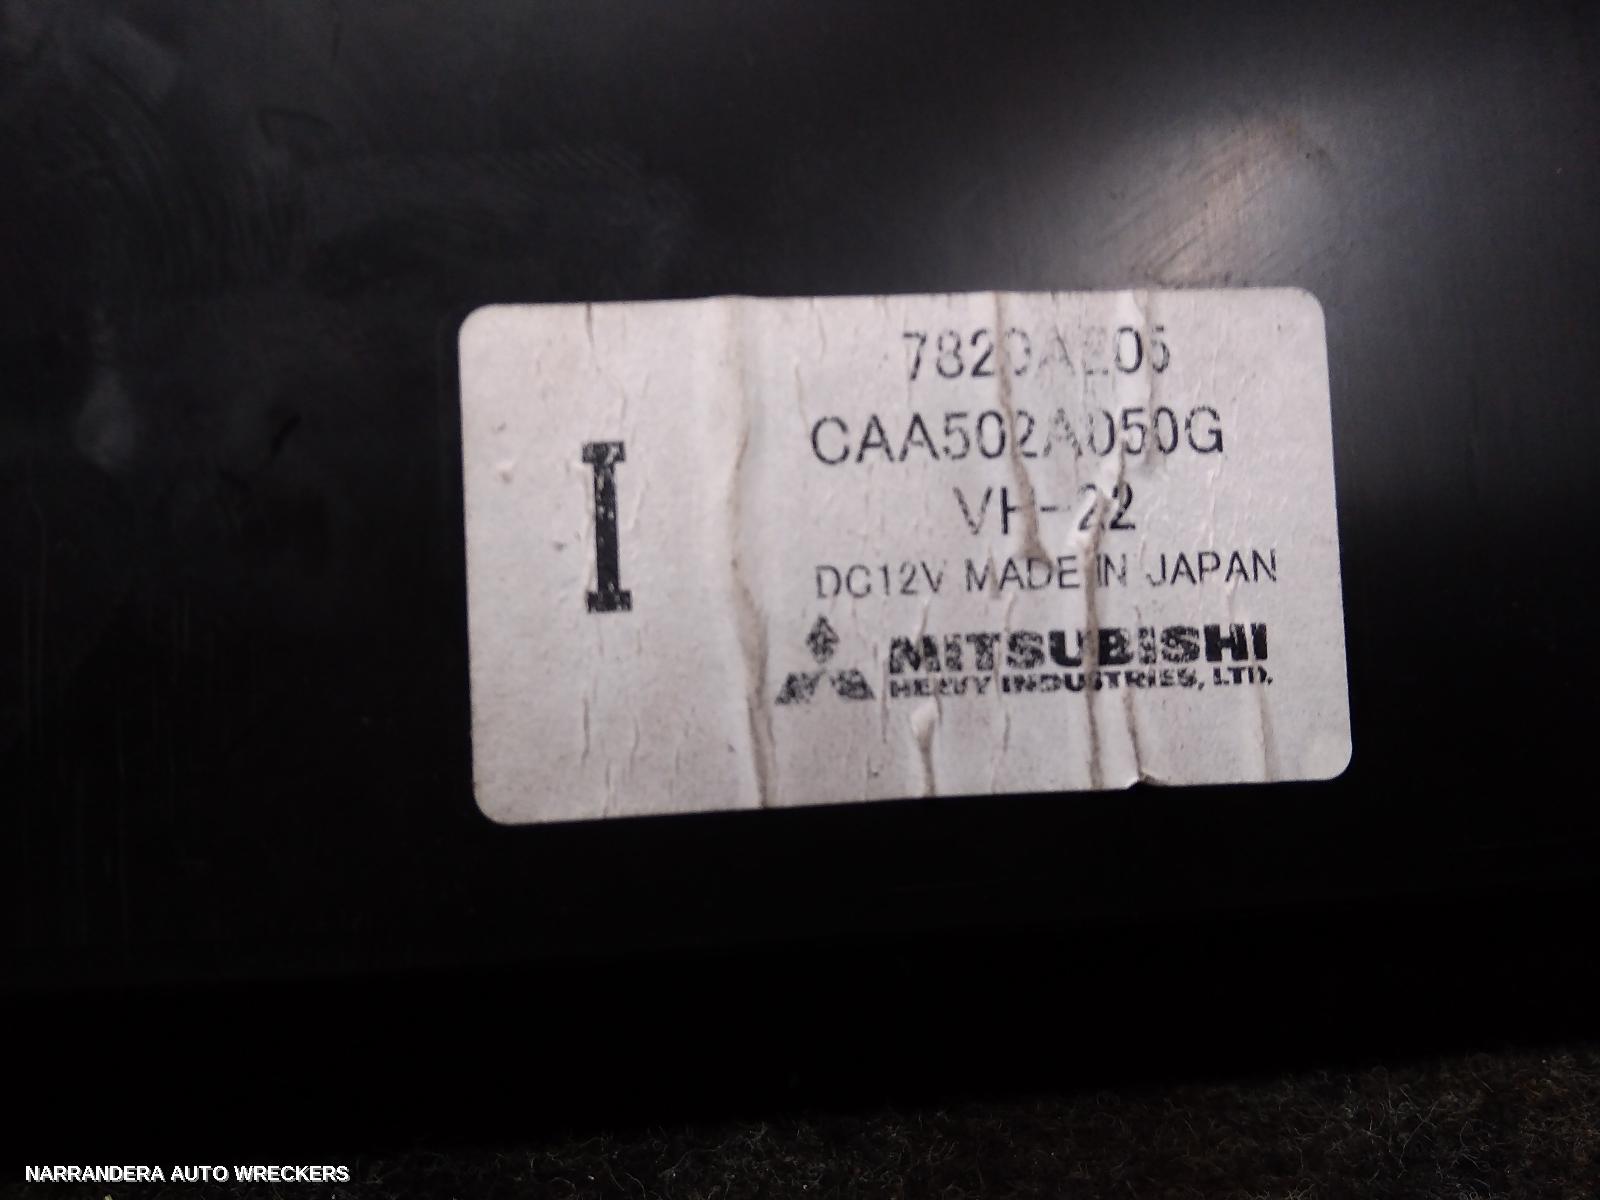 7820A205
CAA502A050G
VH-22
I
DC12V MADE IN JAPAN
MITSUBISHI
HEAVY INDUSTRIES, LTD.
NARRANDERA AUTO WRECKERS